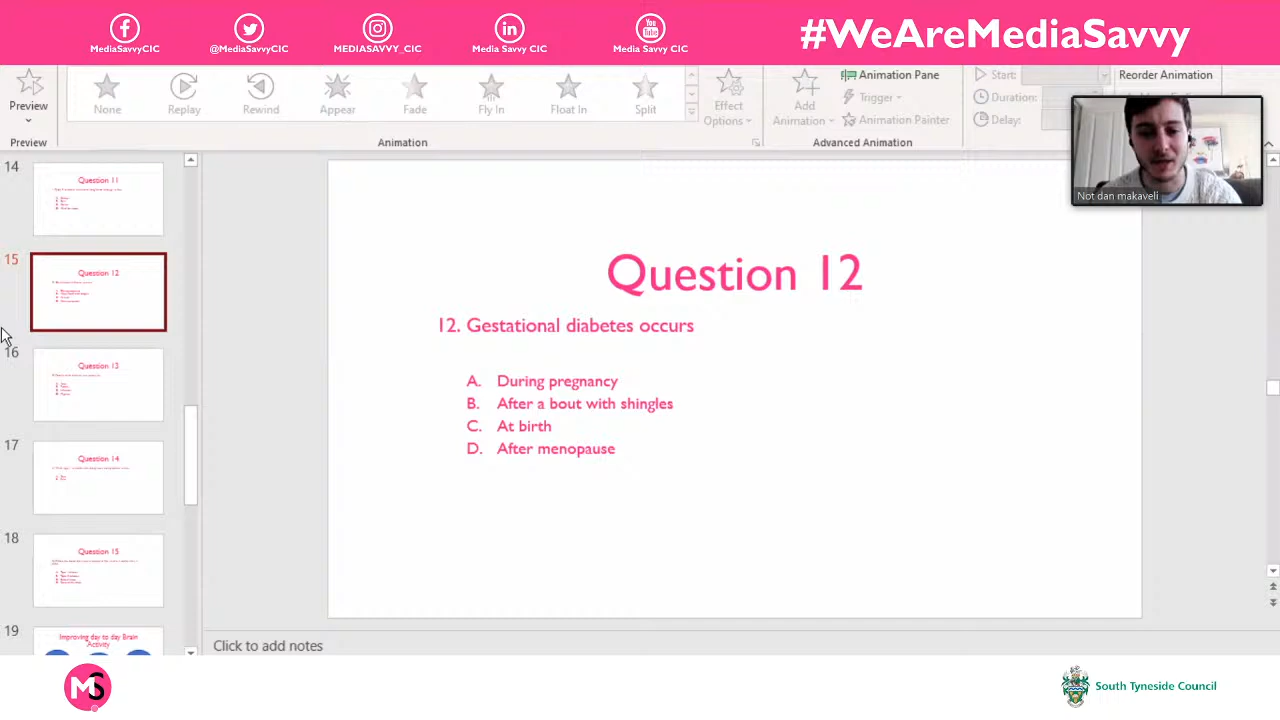 MediaSavvyCIC
@MediaSavvyCIC
MEDIASAVVY_CIC
Media Savvy CIC
Media Savvy CIC
#WeAreMediaSavvy
Preview
None
Replay
Rewind
Appear
Fade
Fly In
Float In
Split
Effect
Options
Add
Animation
Animation Pane
Trigger
Animation Painter
Start:
Duration:
Delay:
Reorder Animation
Preview
Animation
Advanced Animation
Not dan makaveli
14
Question 11
15
Question 12
16
Question 13
17
Question 14
18
Question 15
19
Improving day to day Brain
Activity
Question 12
12. Gestational diabetes occurs
A. During pregnancy
B. After a bout with shingles
C. At birth
D. After menopause
Click to add notes
MS
South Tyneside Council